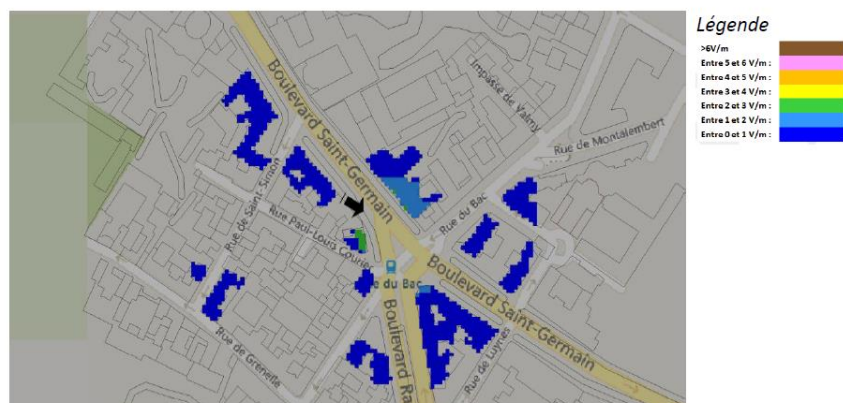 Légende
>6V/m
Entre 5 et 6 V/m :
Entre 4 et 5 V/m :
Entre 3 et 4 V/m :
Entre 2 et 3 V/m :
Entre 1 et 2 V/m :
Entre 0 et 1 V/m :
Boulevard Saint-Germain
Impasse de Valmy
Rue de Montalembert
Rue de Saint-Simon
Rue du Bac
Rue Paul-Louis Courier
e du Bac
Boulevard Saint-Germain
Rue de Grenelle
Boulevard Ra
Rue de Luynes